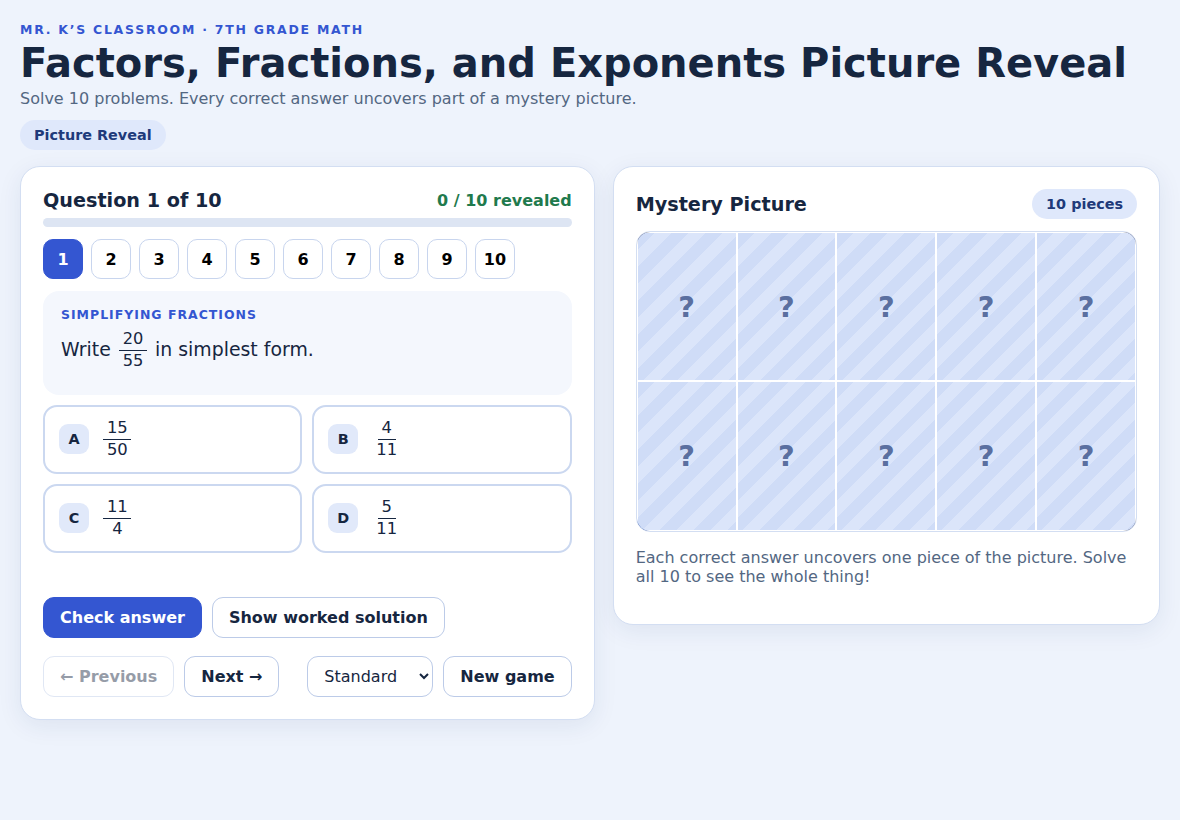 MR. K’S CLASSROOM · 7TH GRADE MATH
Factors, Fractions, and Exponents Picture Reveal
Solve 10 problems. Every correct answer uncovers part of a mystery picture.
Picture Reveal
Question 1 of 10
0 / 10 revealed
1 2 3 4 5 6 7 8 9 10
SIMPLIFYING FRACTIONS
Write 20/55 in simplest form.
A 15/50
B 4/11
C 11/4
D 5/11
Check answer
Show worked solution
← Previous
Next →
Standard
New game
Mystery Picture
10 pieces
? ? ? ? ?
? ? ? ? ?
Each correct answer uncovers one piece of the picture. Solve
all 10 to see the whole thing!